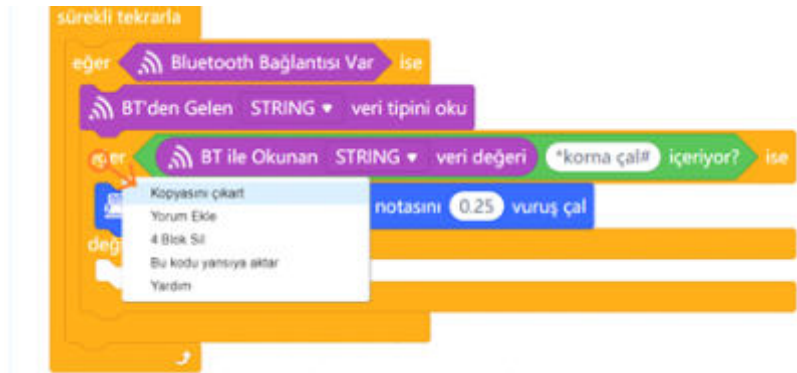 sürekli tekrarla
eğer Bluetooth Bağlantısı Var ise
BT'den Gelen STRING veri tipini oku
eğer BT ile Okunan STRING veri değeri *korna çal# içeriyor? ise
Kopyasını çıkart
notasını 0.25 vuruş çal
Yorum Ekle
4 Blok Sil
değ
Bu kodu yansıya aktar
Yardım